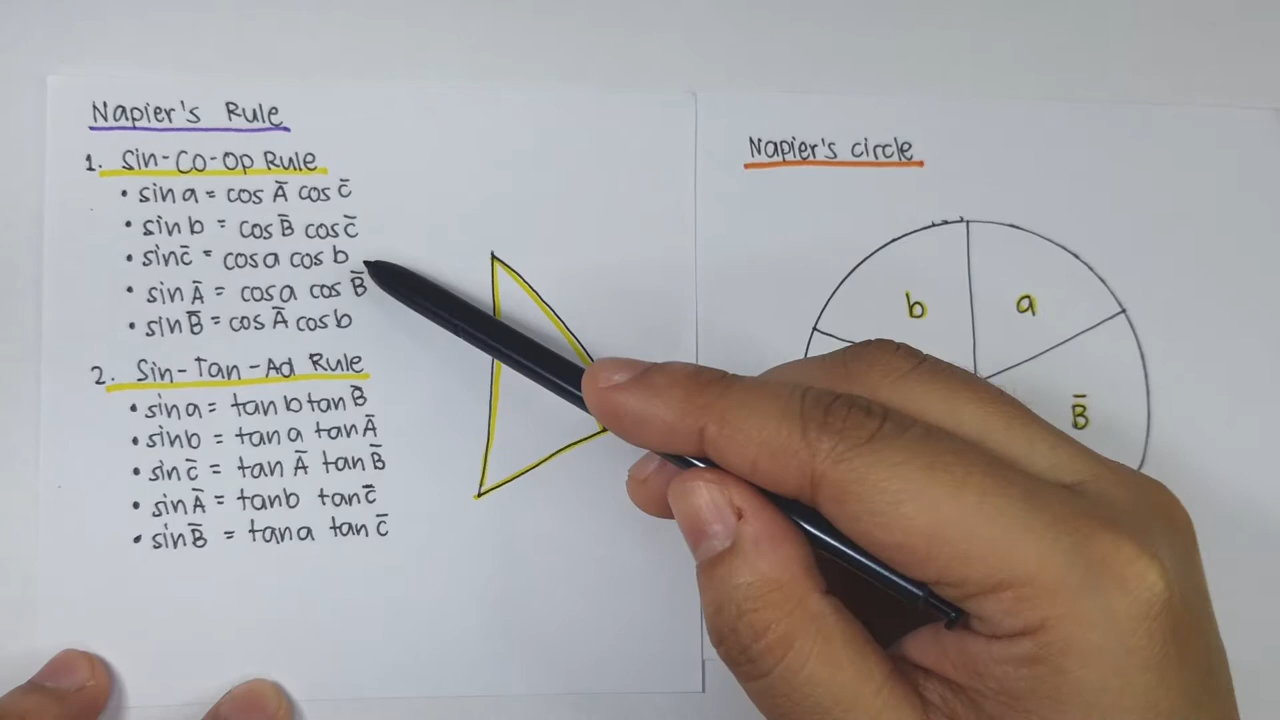 Napier's Rule
1. Sin-Co-Op Rule
• sin a = cos A̅ cos c̅
• sin b = cos B̅ cos c̅
• sin c̅ = cos a cos b
• sin A̅ = cos a cos B̅
• sin B̅ = cos A̅ cos b
2. Sin-Tan-Ad Rule
• sin a = tan b tan B̅
• sin b = tan a tan A̅
• sin c̅ = tan A̅ tan B̅
• sin A̅ = tan b tan c̅
• sin B̅ = tan a tan c̅
Napier's circle
b
a
B̅